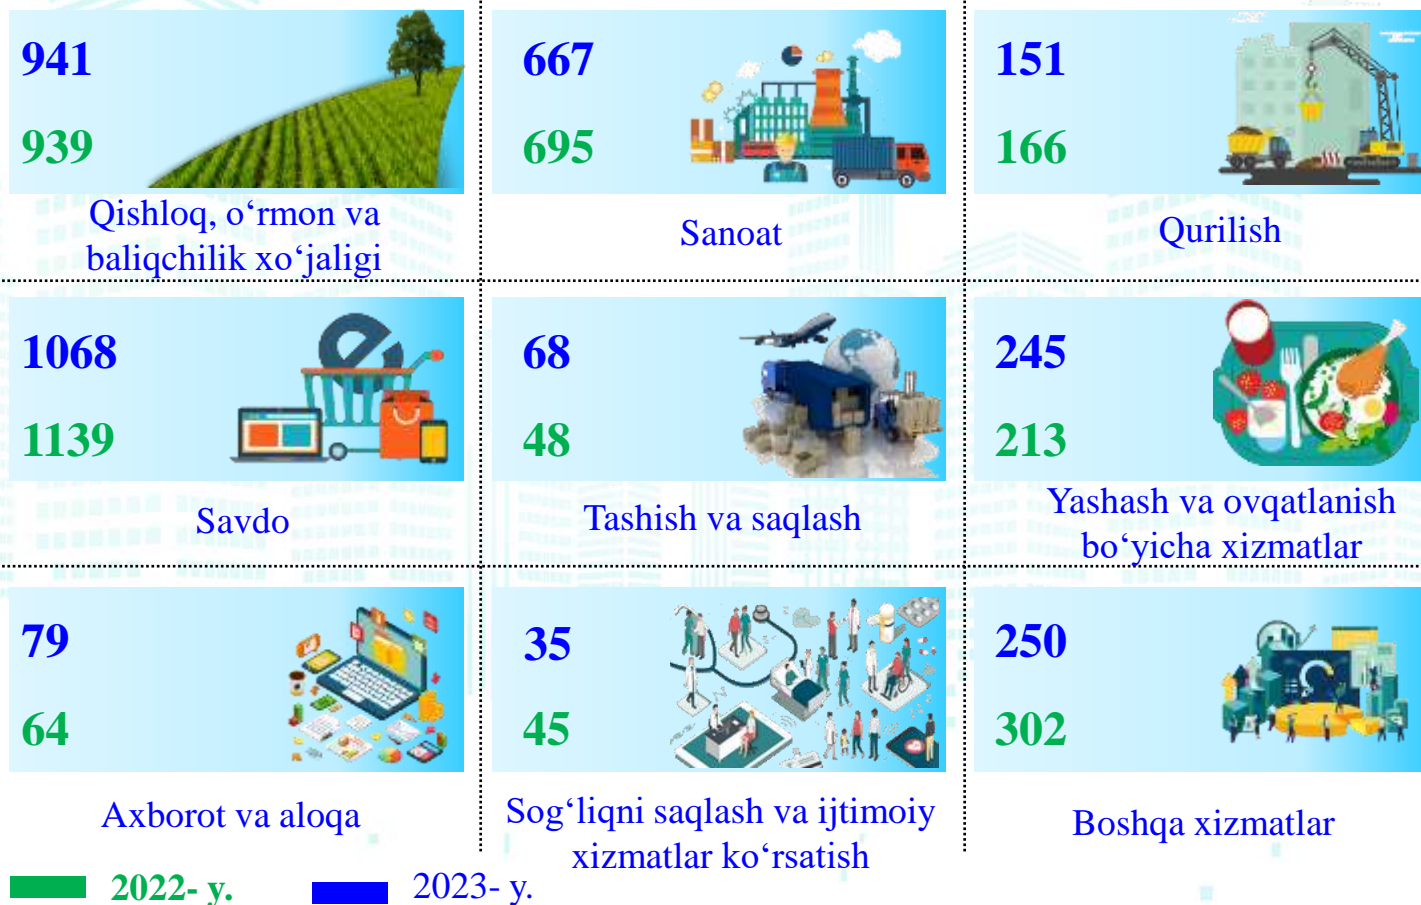 941
939
Qishloq, o‘rmon va
baliqchilik xo‘jaligi
667
695
Sanoat
151
166
Qurilish
1068
1139
Savdo
68
48
Tashish va saqlash
245
213
Yashash va ovqatlanish
bo‘yicha xizmatlar
79
64
Axborot va aloqa
35
45
Sog‘liqni saqlash va ijtimoiy
xizmatlar ko‘rsatish
250
302
Boshqa xizmatlar
2022- y.
2023- y.